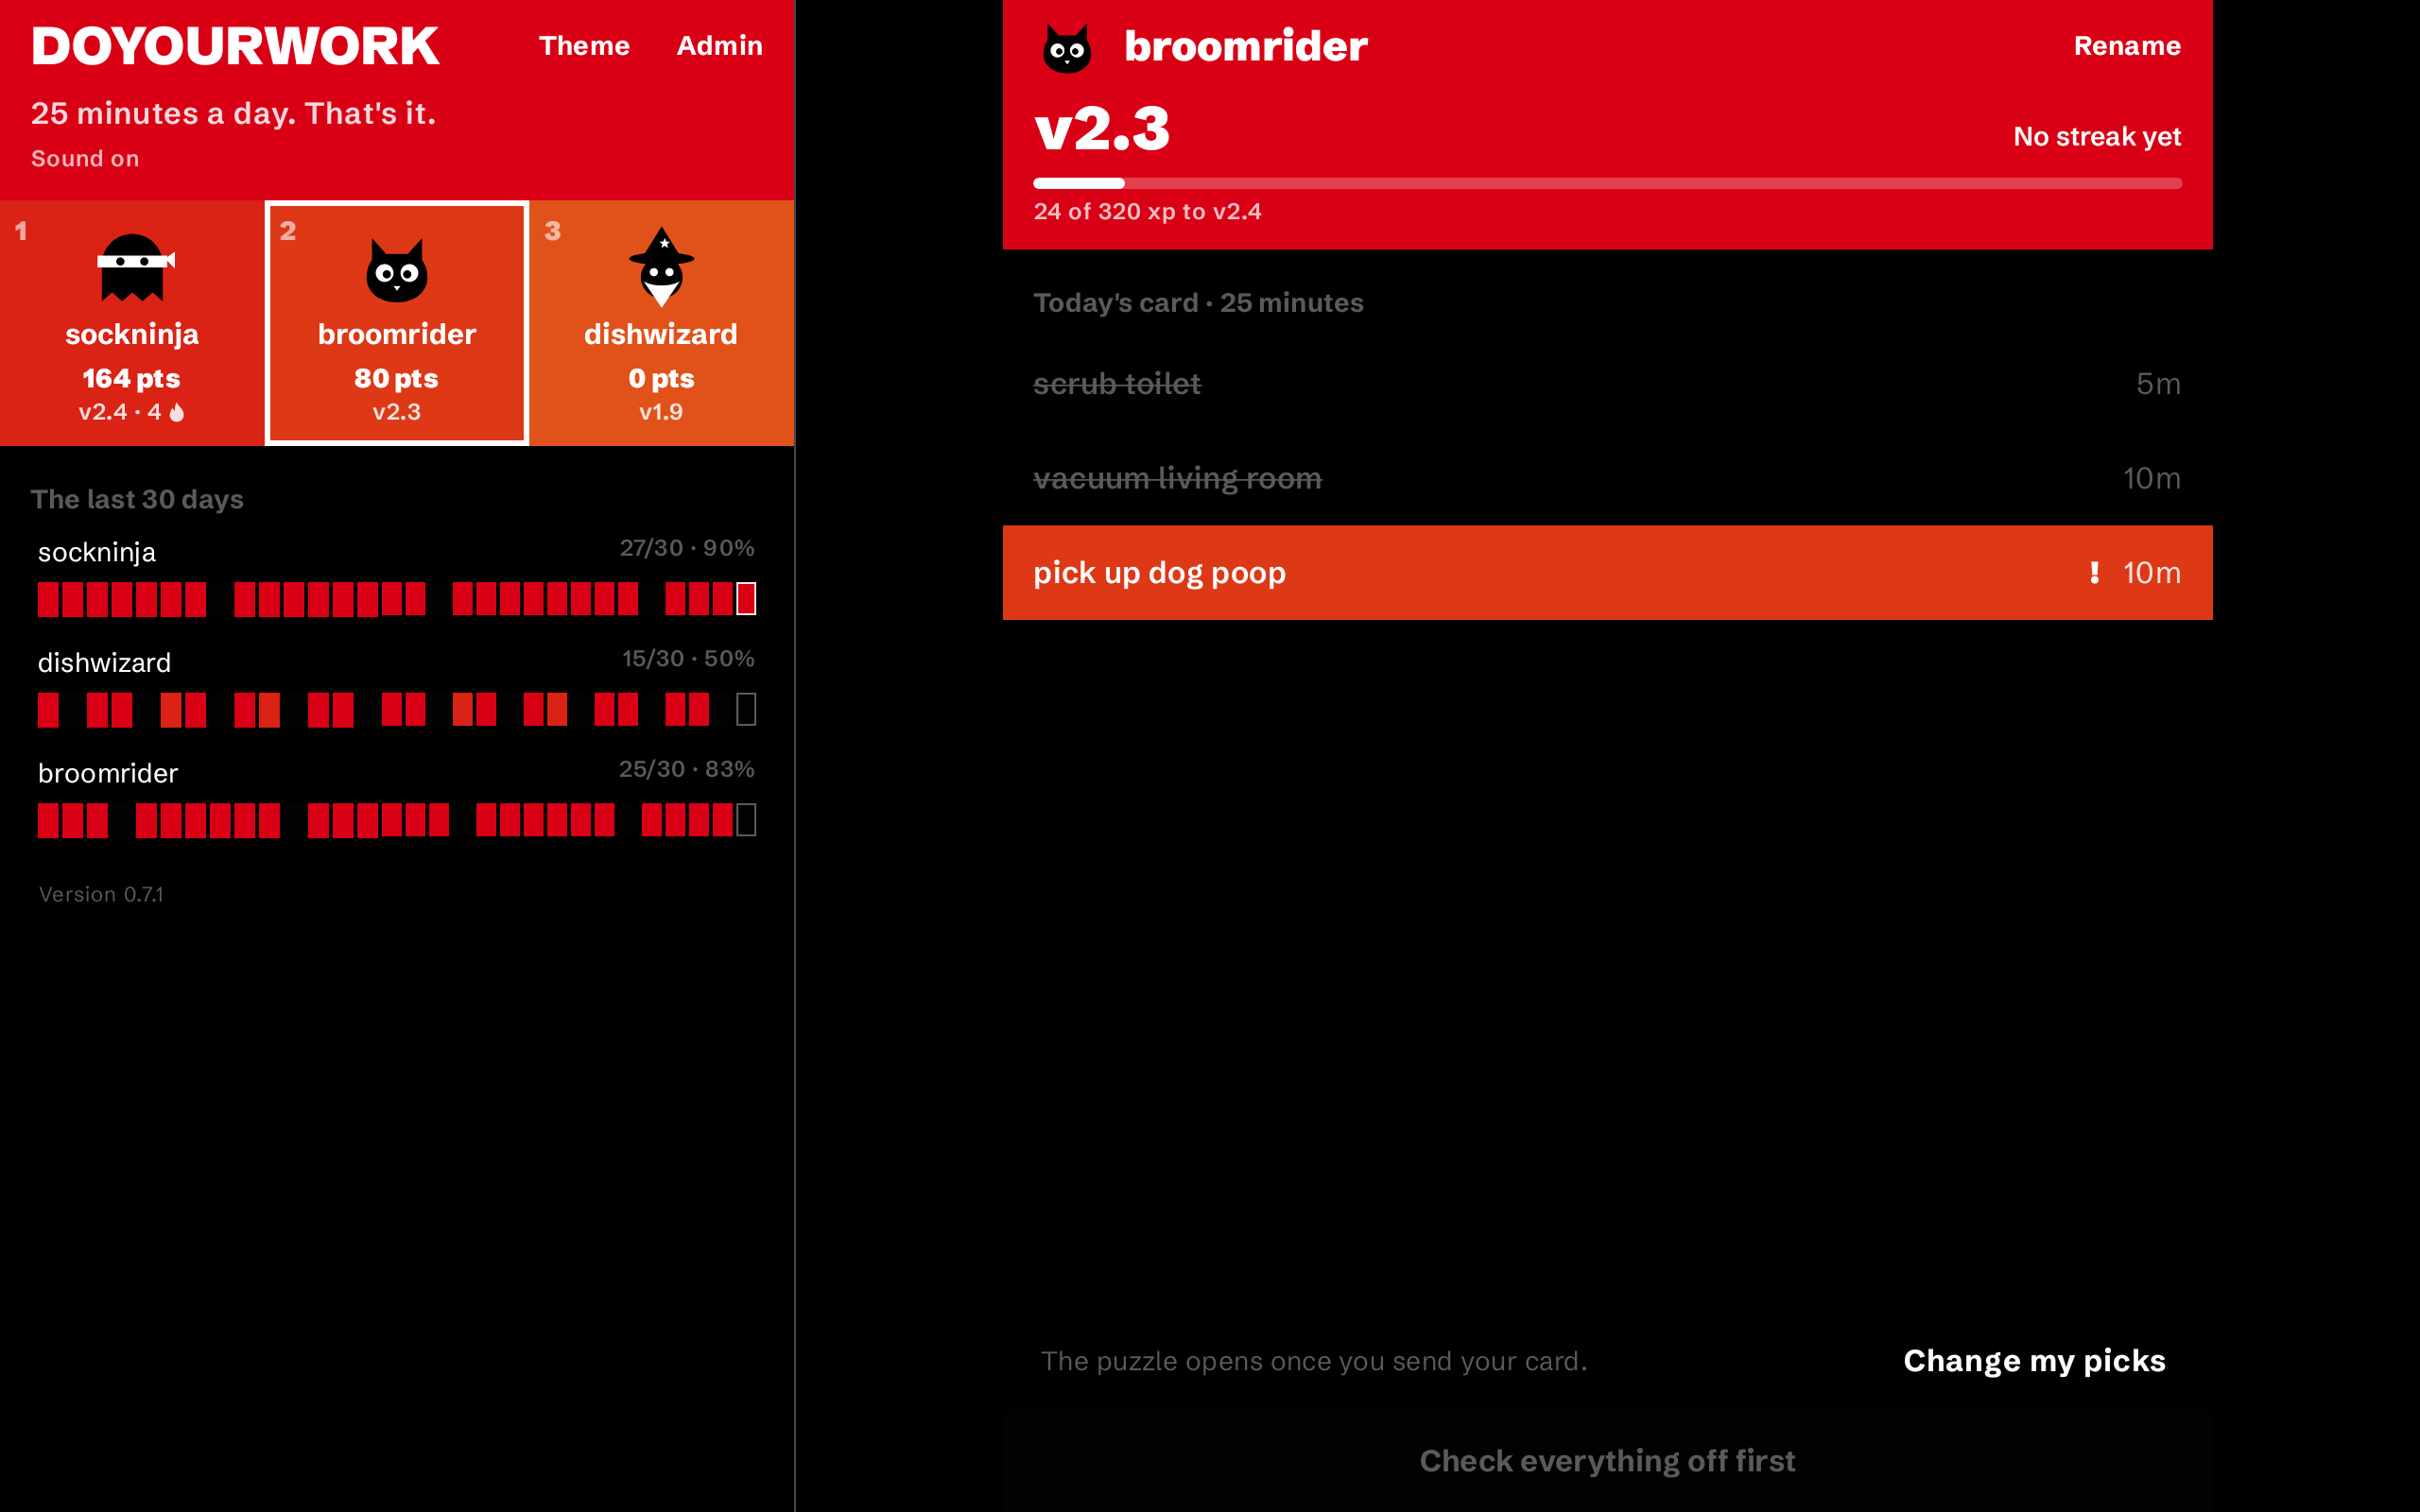 DOYOURWORK Theme Admin
25 minutes a day. That's it.
Sound on
1 2 3
sockninja broomrider dishwizard
164 pts 80 pts 0 pts
v2.4 · 4 v2.3 v1.9
The last 30 days
sockninja 27/30 · 90%
dishwizard 15/30 · 50%
broomrider 25/30 · 83%
Version 0.7.1
broomrider Rename
v2.3 No streak yet
24 of 320 xp to v2.4
Today's card · 25 minutes
scrub toilet 5m
vacuum living room 10m
pick up dog poop ! 10m
The puzzle opens once you send your card. Change my picks
Check everything off first